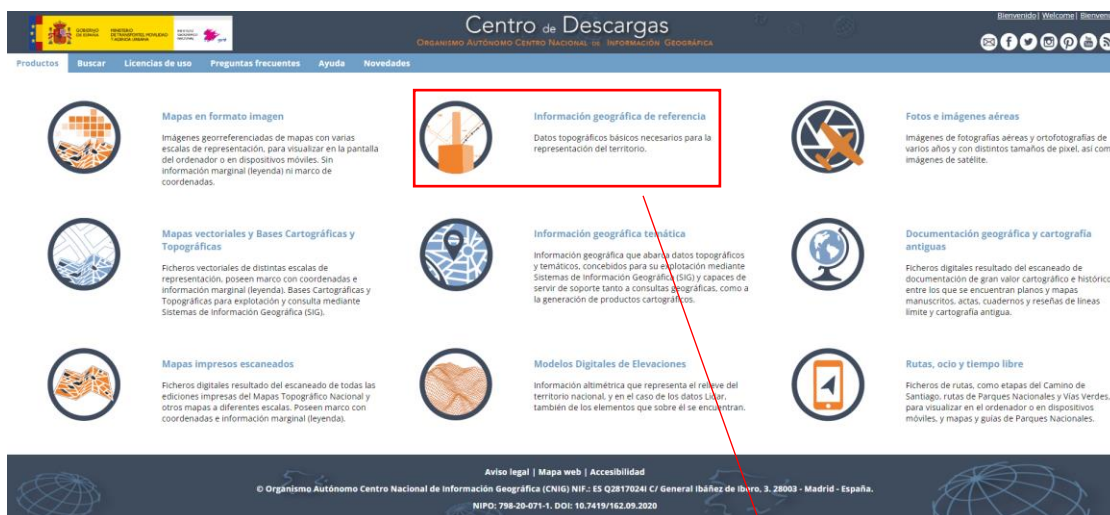 GOBIERNO DE ESPAÑA
MINISTERIO DE TRANSPORTES, MOVILIDAD Y AGENDA URBANA
Centro de Descargas
Organismo Autónomo Centro Nacional de Información Geográfica
Bienvenido| Welcome| Bienven
Productos Buscar Licencias de uso Preguntas frecuentes Ayuda Novedades
Mapas en formato imagen
Imágenes georreferenciadas de mapas con varias
escalas de representación, para visualizar en la pantalla
del ordenador o en dispositivos móviles. Sin
información marginal (leyenda) ni marco de
coordenadas.
Información geográfica de referencia
Datos topográficos básicos necesarios para la
representación del territorio.
Fotos e imágenes aéreas
Imágenes de fotografías aéreas y ortofotografías de
varios años y con distintos tamaños de pixel, así com
imágenes de satélite.
Mapas vectoriales y Bases Cartográficas y
Topográficas
Ficheros vectoriales de distintas escalas de
representación, poseen marco con coordenadas e
información marginal (leyenda). Bases Cartográficas y
Topográficas para explotación y consulta mediante
Sistemas de Información Geográfica (SIG).
Información geográfica temática
Información geográfica que abarca datos topográficos
y temáticos, concebidos para su explotación mediante
Sistemas de Información Geográfica (SIG) y capaces de
servir de soporte tanto a consultas geográficas, como a
la generación de productos cartográficos.
Documentación geográfica y cartografía
antiguas
Ficheros digitales resultado del escaneado de
documentación de gran valor cartográfico e histórico
entre los que se encuentran planos y mapas
manuscritos, actas, cuadernos y reseñas de líneas
límite y cartografía antigua.
Mapas impresos escaneados
Ficheros digitales resultado del escaneado de todas las
ediciones impresas del Mapas Topográfico Nacional y
otros mapas a diferentes escalas. Poseen marco con
coordenadas e información marginal (leyenda).
Modelos Digitales de Elevaciones
Información altimétrica que representa el relieve del
territorio nacional, y en el caso de los datos Lidar,
también de los elementos que sobre él se encuentran.
Rutas, ocio y tiempo libre
Ficheros de rutas, como etapas del Camino de
Santiago, rutas de Parques Nacionales y Vías Verdes,
para visualizar en el ordenador o en dispositivos
móviles, y mapas y guías de Parques Nacionales.
Aviso legal | Mapa web | Accesibilidad
© Organismo Autónomo Centro Nacional de Información Geográfica (CNIG) NIF.: ES Q2817024I C/ General Ibáñez de Ibero, 3. 28003 - Madrid - España.
NIPO: 798-20-071-1. DOI: 10.7419/162.09.2020